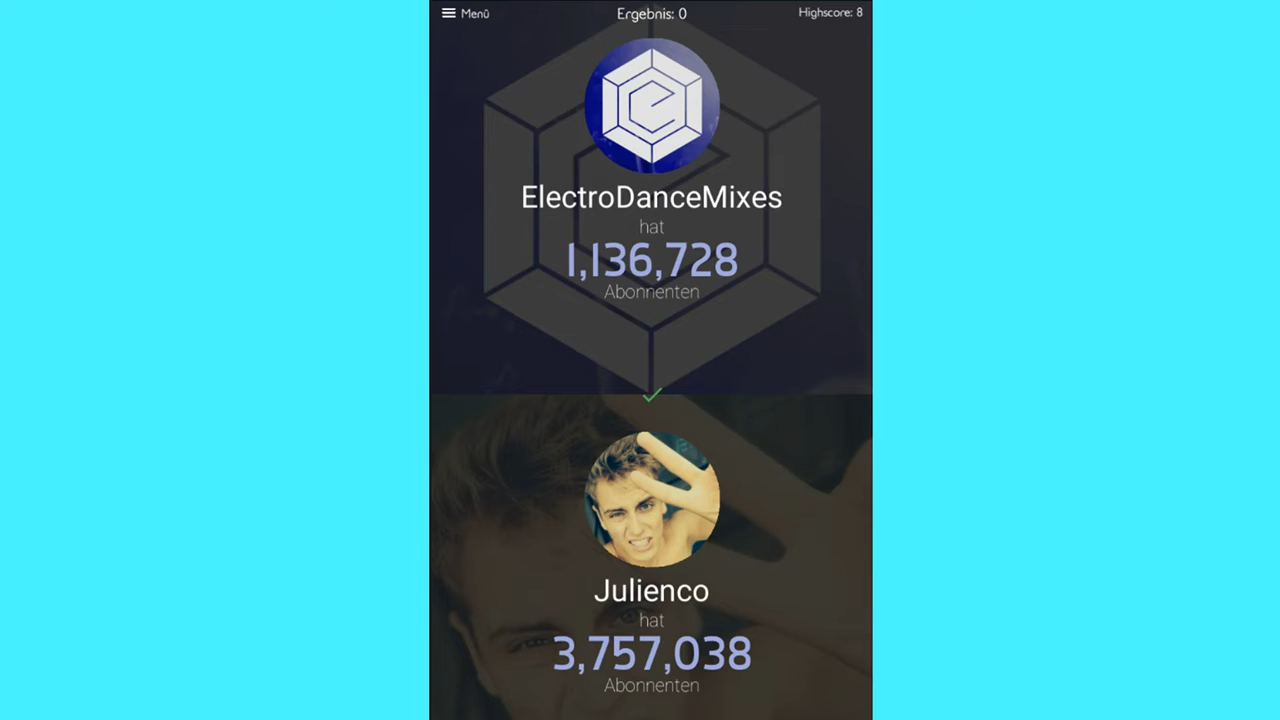 Menü
Ergebnis: 0
Highscore: 8
ElectroDanceMixes
hat
1,136,728
Abonnenten
Julienco
hat
3,757,038
Abonnenten